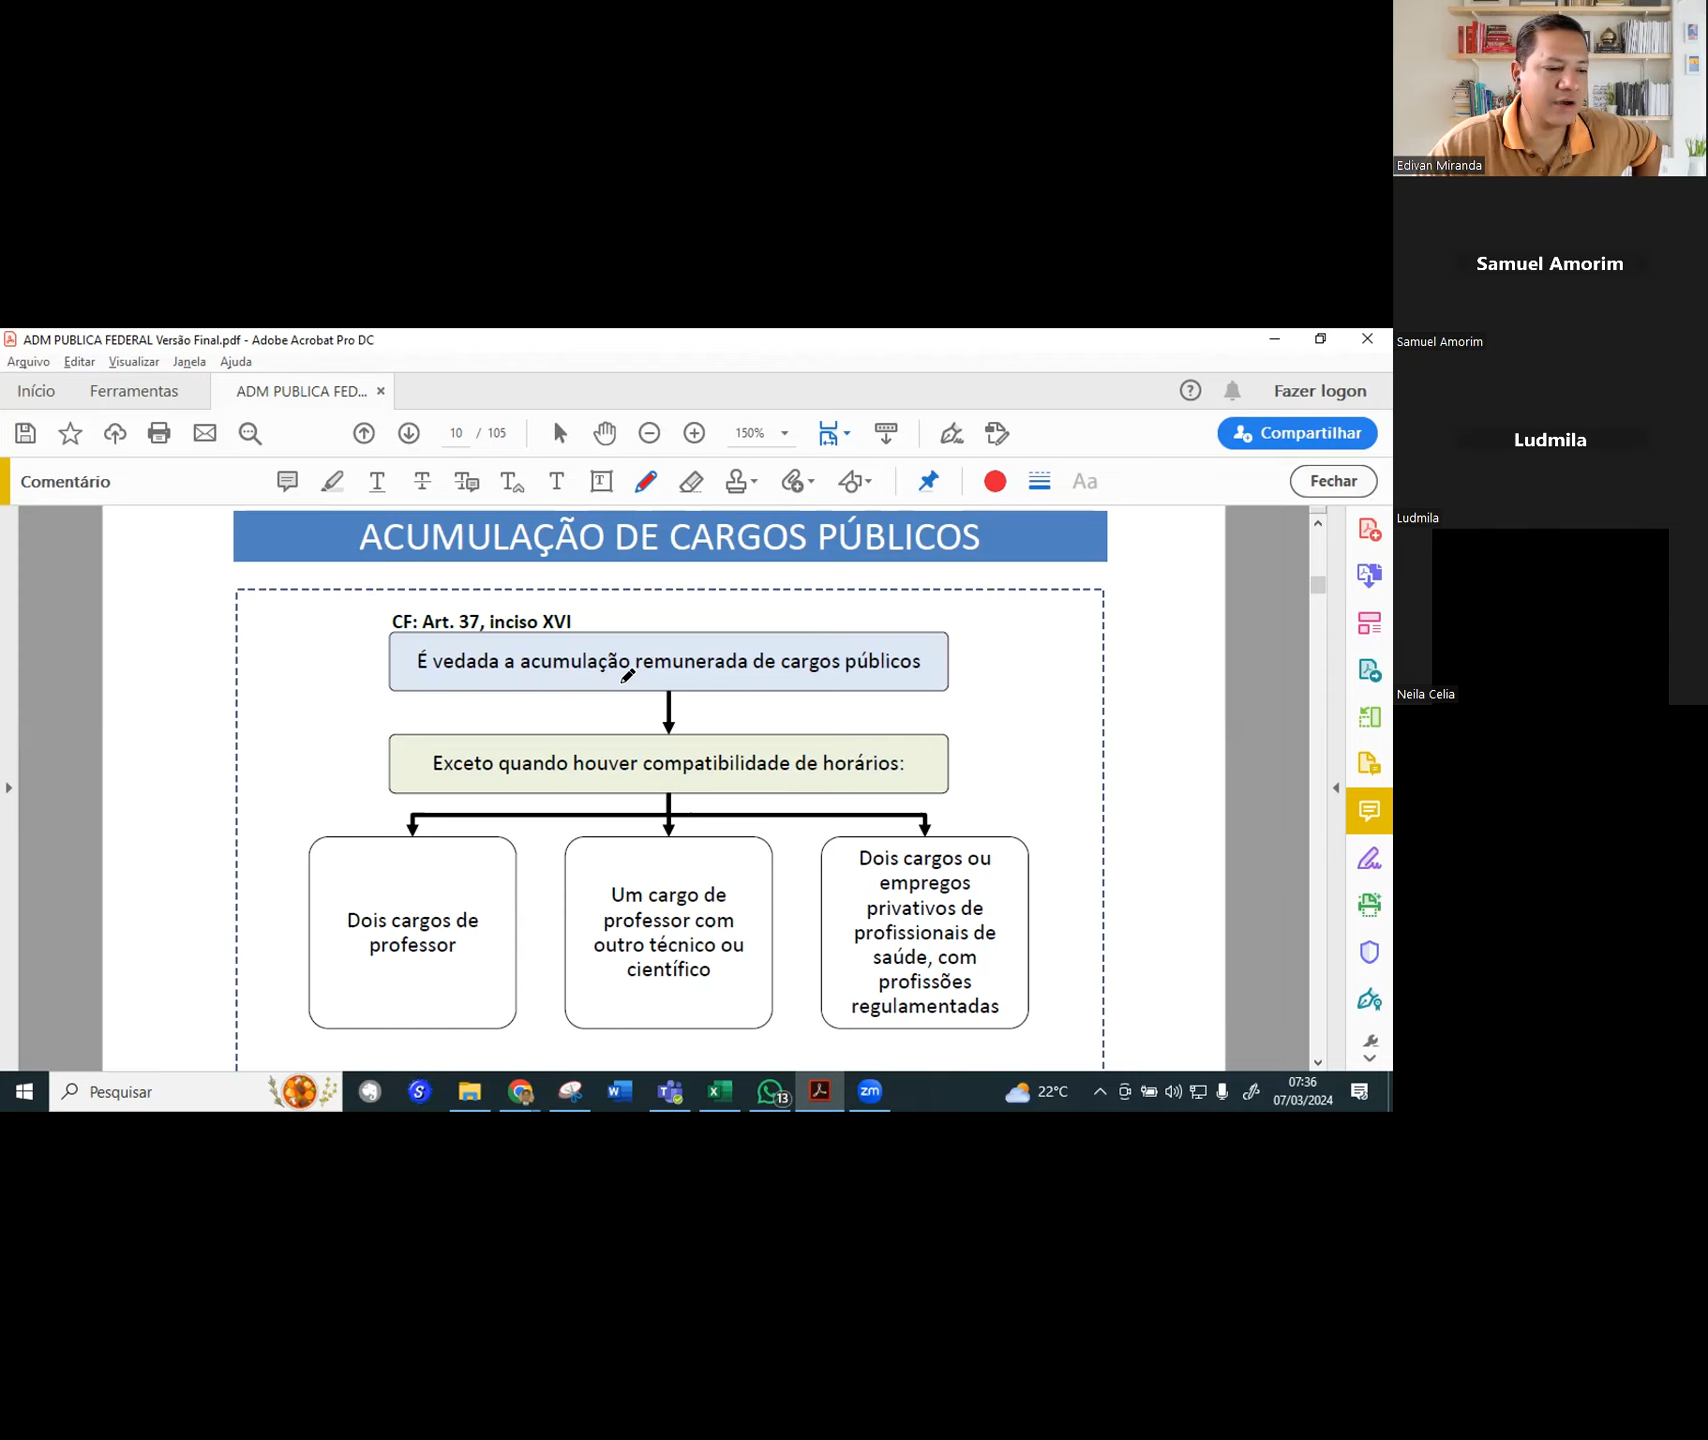 Edivan Miranda
Samuel Amorim
Samuel Amorim
Ludmila
Ludmila
Neila Celia
ADM PUBLICA FEDERAL Versão Final.pdf - Adobe Acrobat Pro DC
Arquivo Editar Visualizar Janela Ajuda
Início Ferramentas ADM PUBLICA FED... × Fazer logon
10 / 105 150% Compartilhar
Comentário Aa Fechar
ACUMULAÇÃO DE CARGOS PÚBLICOS
CF: Art. 37, inciso XVI
É vedada a acumulação remunerada de cargos públicos
Exceto quando houver compatibilidade de horários:
Dois cargos de
professor
Um cargo de
professor com
outro técnico ou
científico
Dois cargos ou
empregos
privativos de
profissionais de
saúde, com
profissões
regulamentadas
Pesquisar
13
zm
22°C
07:36
07/03/2024